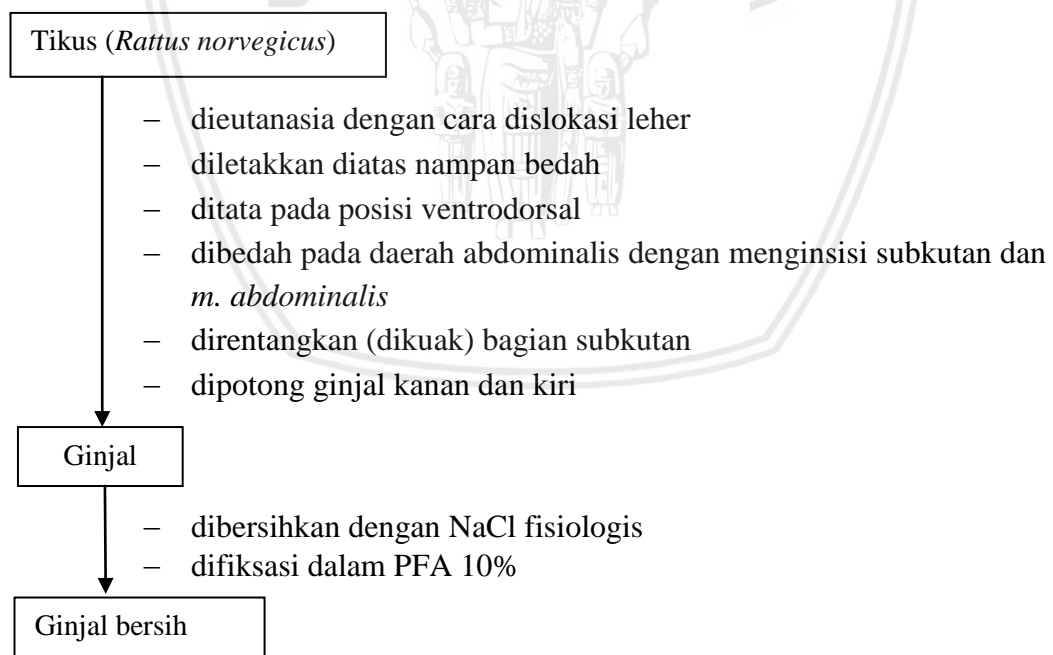 Tikus (Rattus norvegicus)
– dieutanasia dengan cara dislokasi leher
– diletakkan diatas nampan bedah
– ditata pada posisi ventrodorsal
– dibedah pada daerah abdominalis dengan menginsisi subkutan dan
m. abdominalis
– direntangkan (dikuak) bagian subkutan
– dipotong ginjal kanan dan kiri
Ginjal
– dibersihkan dengan NaCl fisiologis
– difiksasi dalam PFA 10%
Ginjal bersih